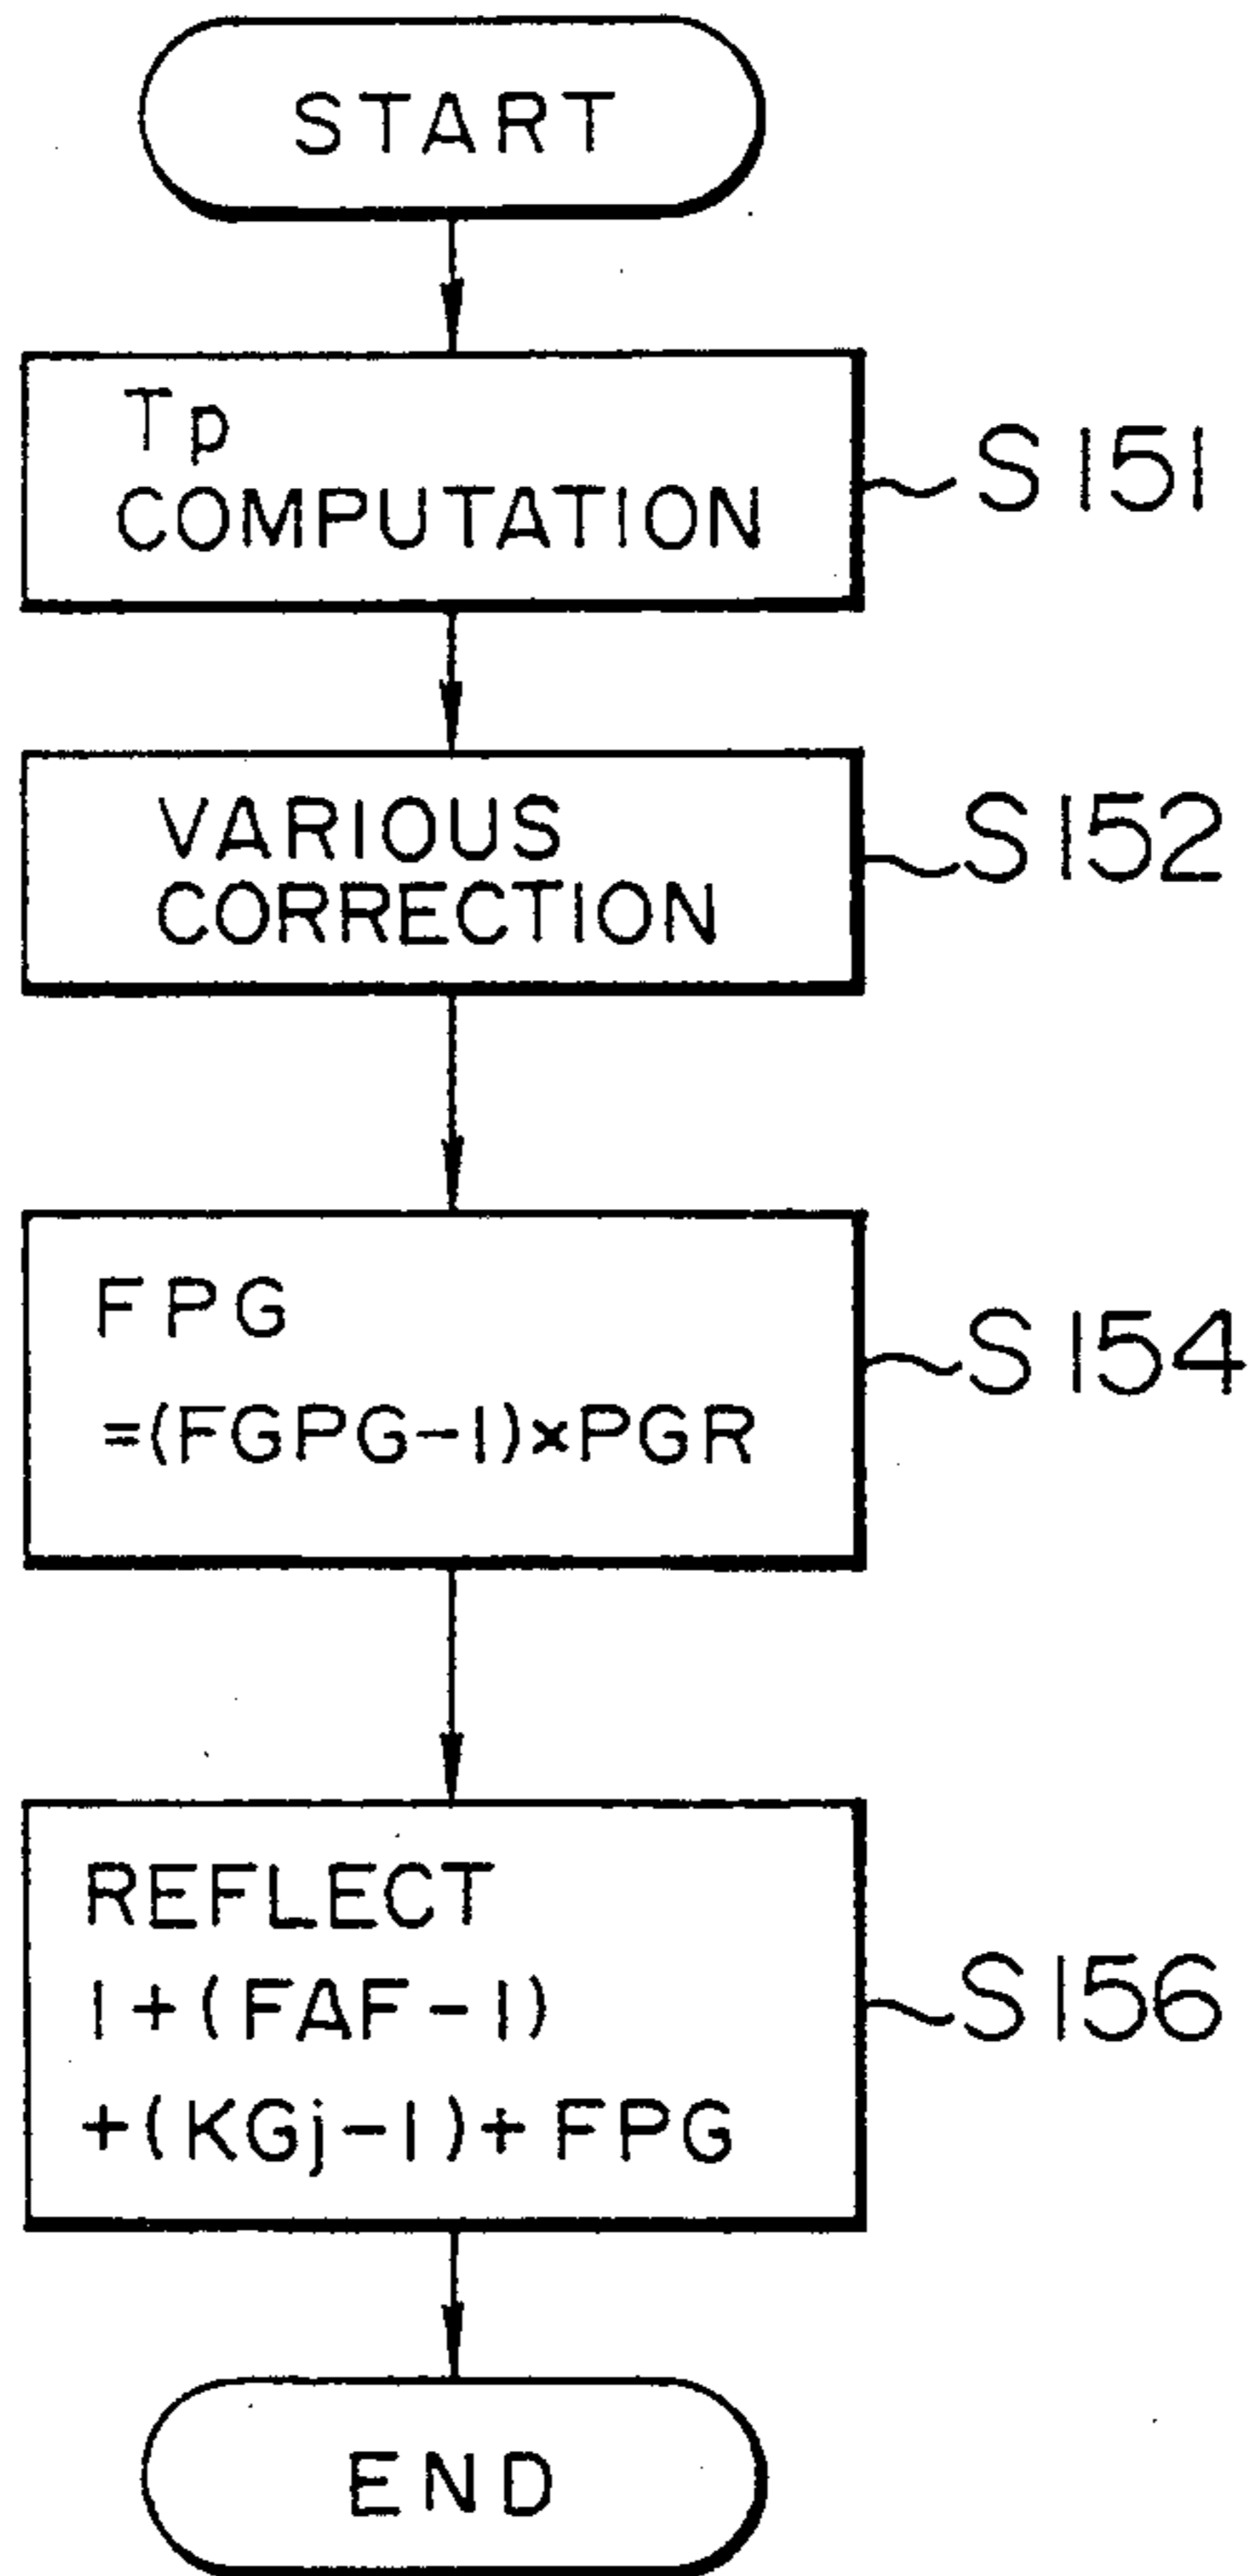 START
Tp
COMPUTATION
S151
VARIOUS
CORRECTION
S152
FPG
=(FGPG-1)×PGR
S154
REFLECT
1+(FAF-1)
+(KGj-1)+FPG
S156
END